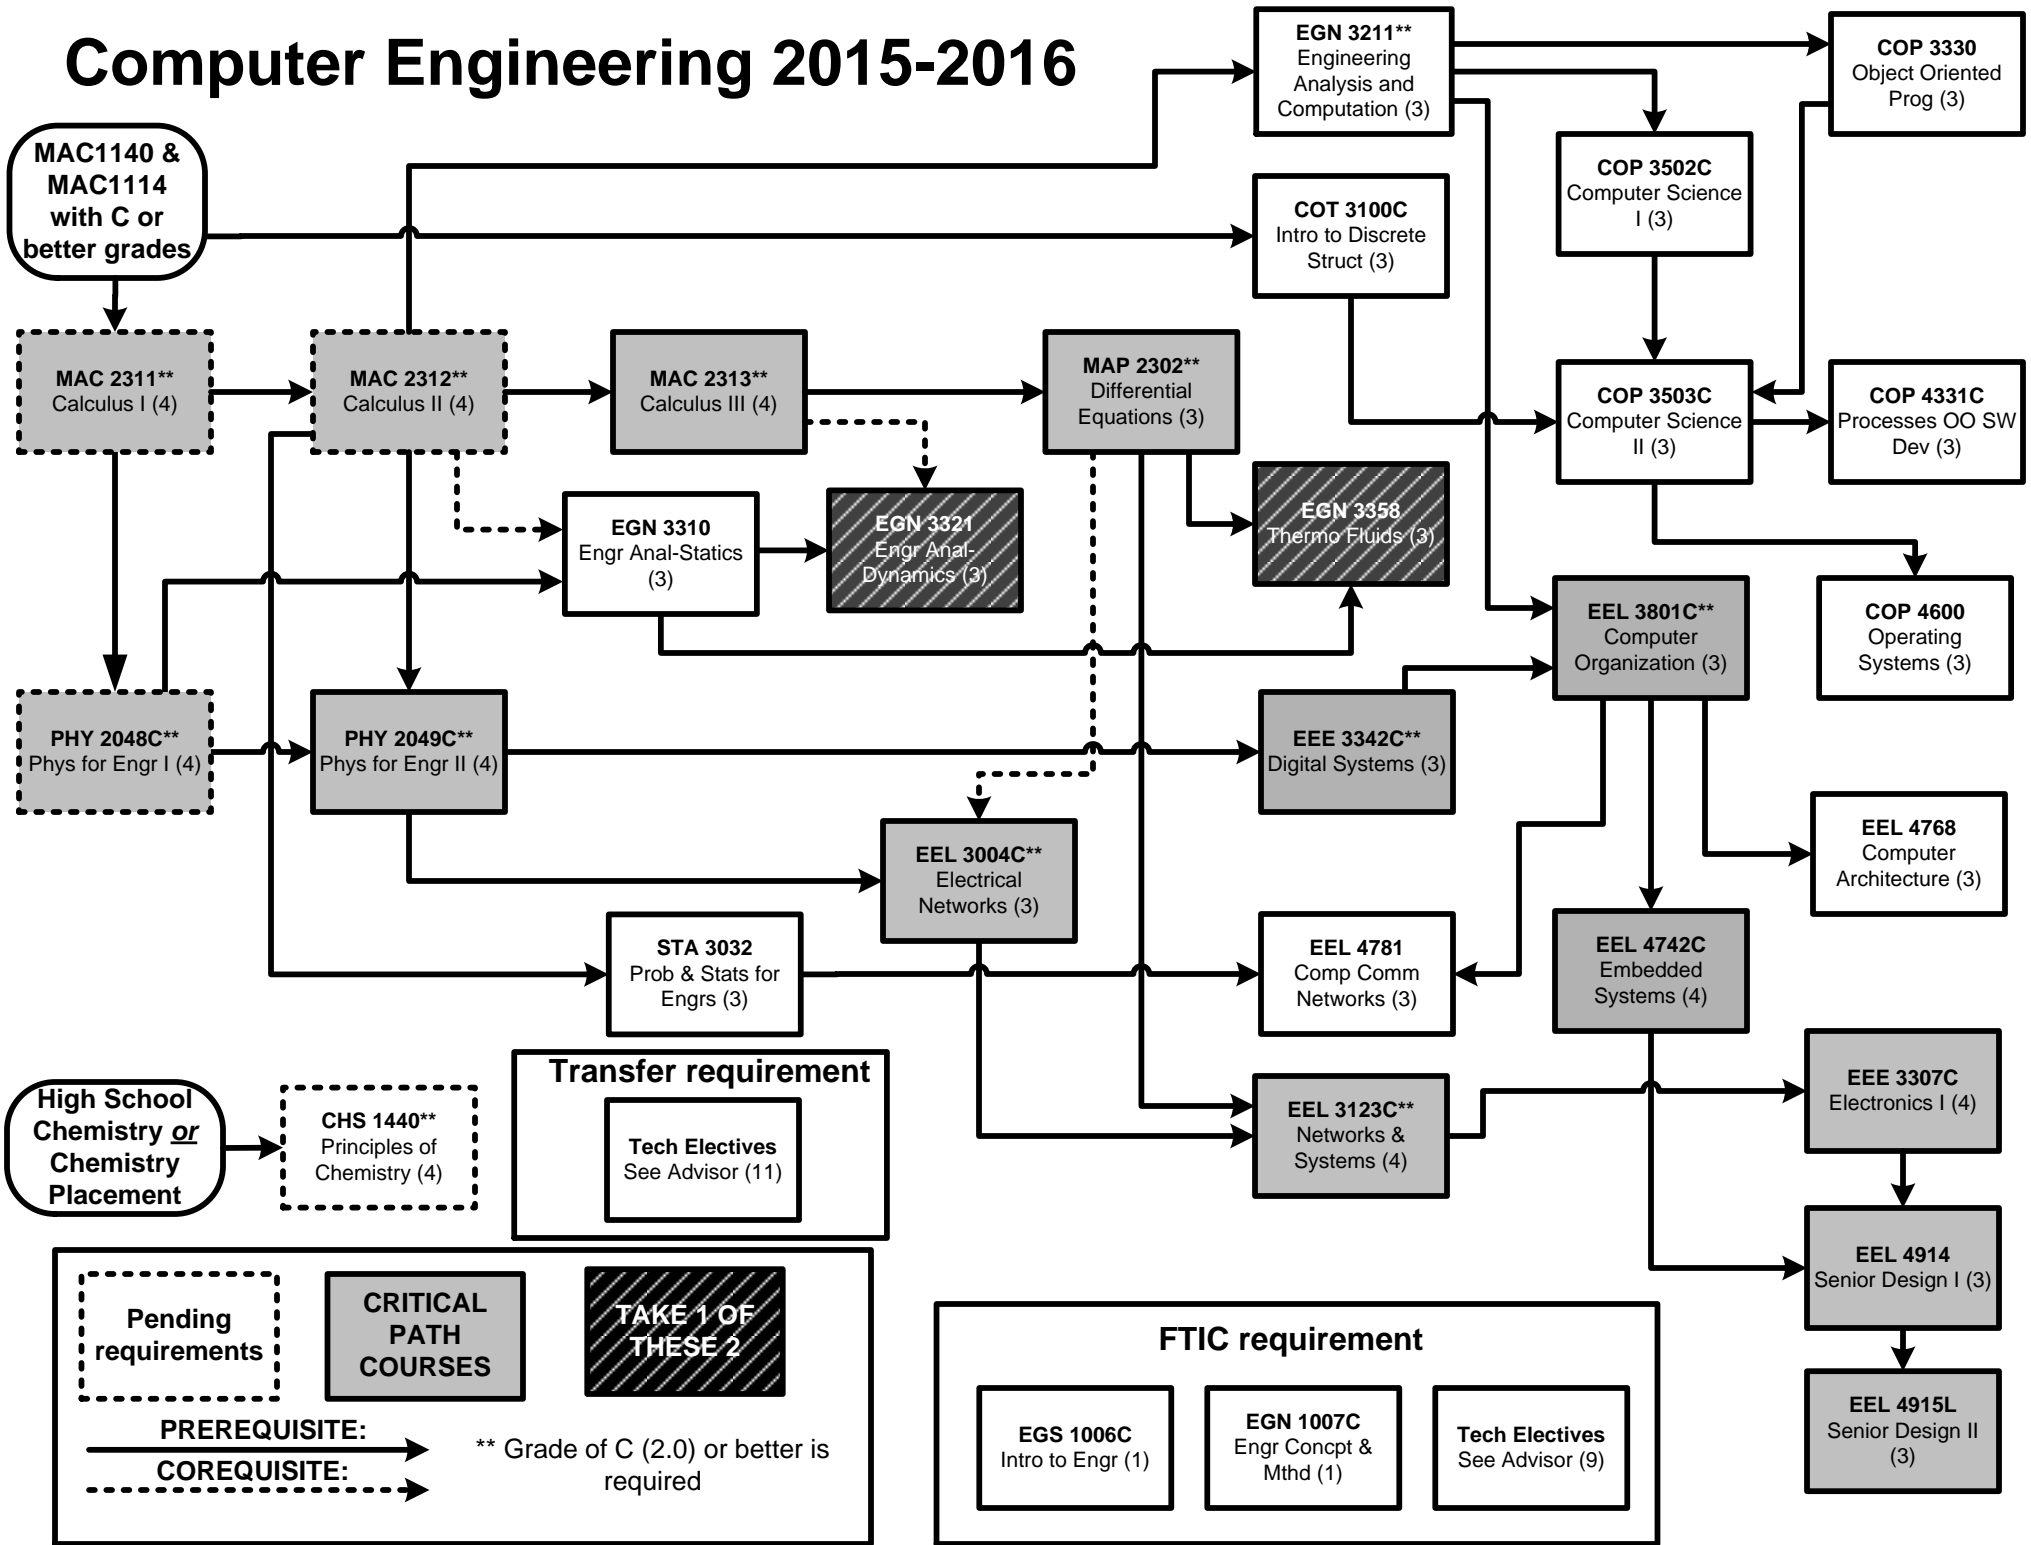 Computer Engineering 2015-2016
MAC1140 &
MAC1114
with C or
better grades
EGN 3211**
Engineering
Analysis and
Computation (3)
COP 3330
Object Oriented
Prog (3)
COP 3502C
Computer Science
I (3)
COT 3100C
Intro to Discrete
Struct (3)
MAC 2311**
Calculus I (4)
MAC 2312**
Calculus II (4)
MAC 2313**
Calculus III (4)
MAP 2302**
Differential
Equations (3)
COP 3503C
Computer Science
II (3)
COP 4331C
Processes OO SW
Dev (3)
EGN 3310
Engr Anal-Statics
(3)
EGN 3321
Engr Anal-
Dynamics (3)
EGN 3358
Thermo Fluids (3)
EEL 3801C**
Computer
Organization (3)
COP 4600
Operating
Systems (3)
PHY 2048C**
Phys for Engr I (4)
PHY 2049C**
Phys for Engr II (4)
EEE 3342C**
Digital Systems (3)
EEL 3004C**
Electrical
Networks (3)
EEL 4768
Computer
Architecture (3)
STA 3032
Prob & Stats for
Engrs (3)
EEL 4781
Comp Comm
Networks (3)
EEL 4742C
Embedded
Systems (4)
High School
Chemistry or
Chemistry
Placement
CHS 1440**
Principles of
Chemistry (4)
Transfer requirement
Tech Electives
See Advisor (11)
EEL 3123C**
Networks &
Systems (4)
EEE 3307C
Electronics I (4)
EEL 4914
Senior Design I (3)
EEL 4915L
Senior Design II
(3)
Pending
requirements
CRITICAL
PATH
COURSES
TAKE 1 OF
THESE 2
PREREQUISITE:
COREQUISITE:
** Grade of C (2.0) or better is
required
FTIC requirement
EGS 1006C
Intro to Engr (1)
EGN 1007C
Engr Concpt &
Mthd (1)
Tech Electives
See Advisor (9)